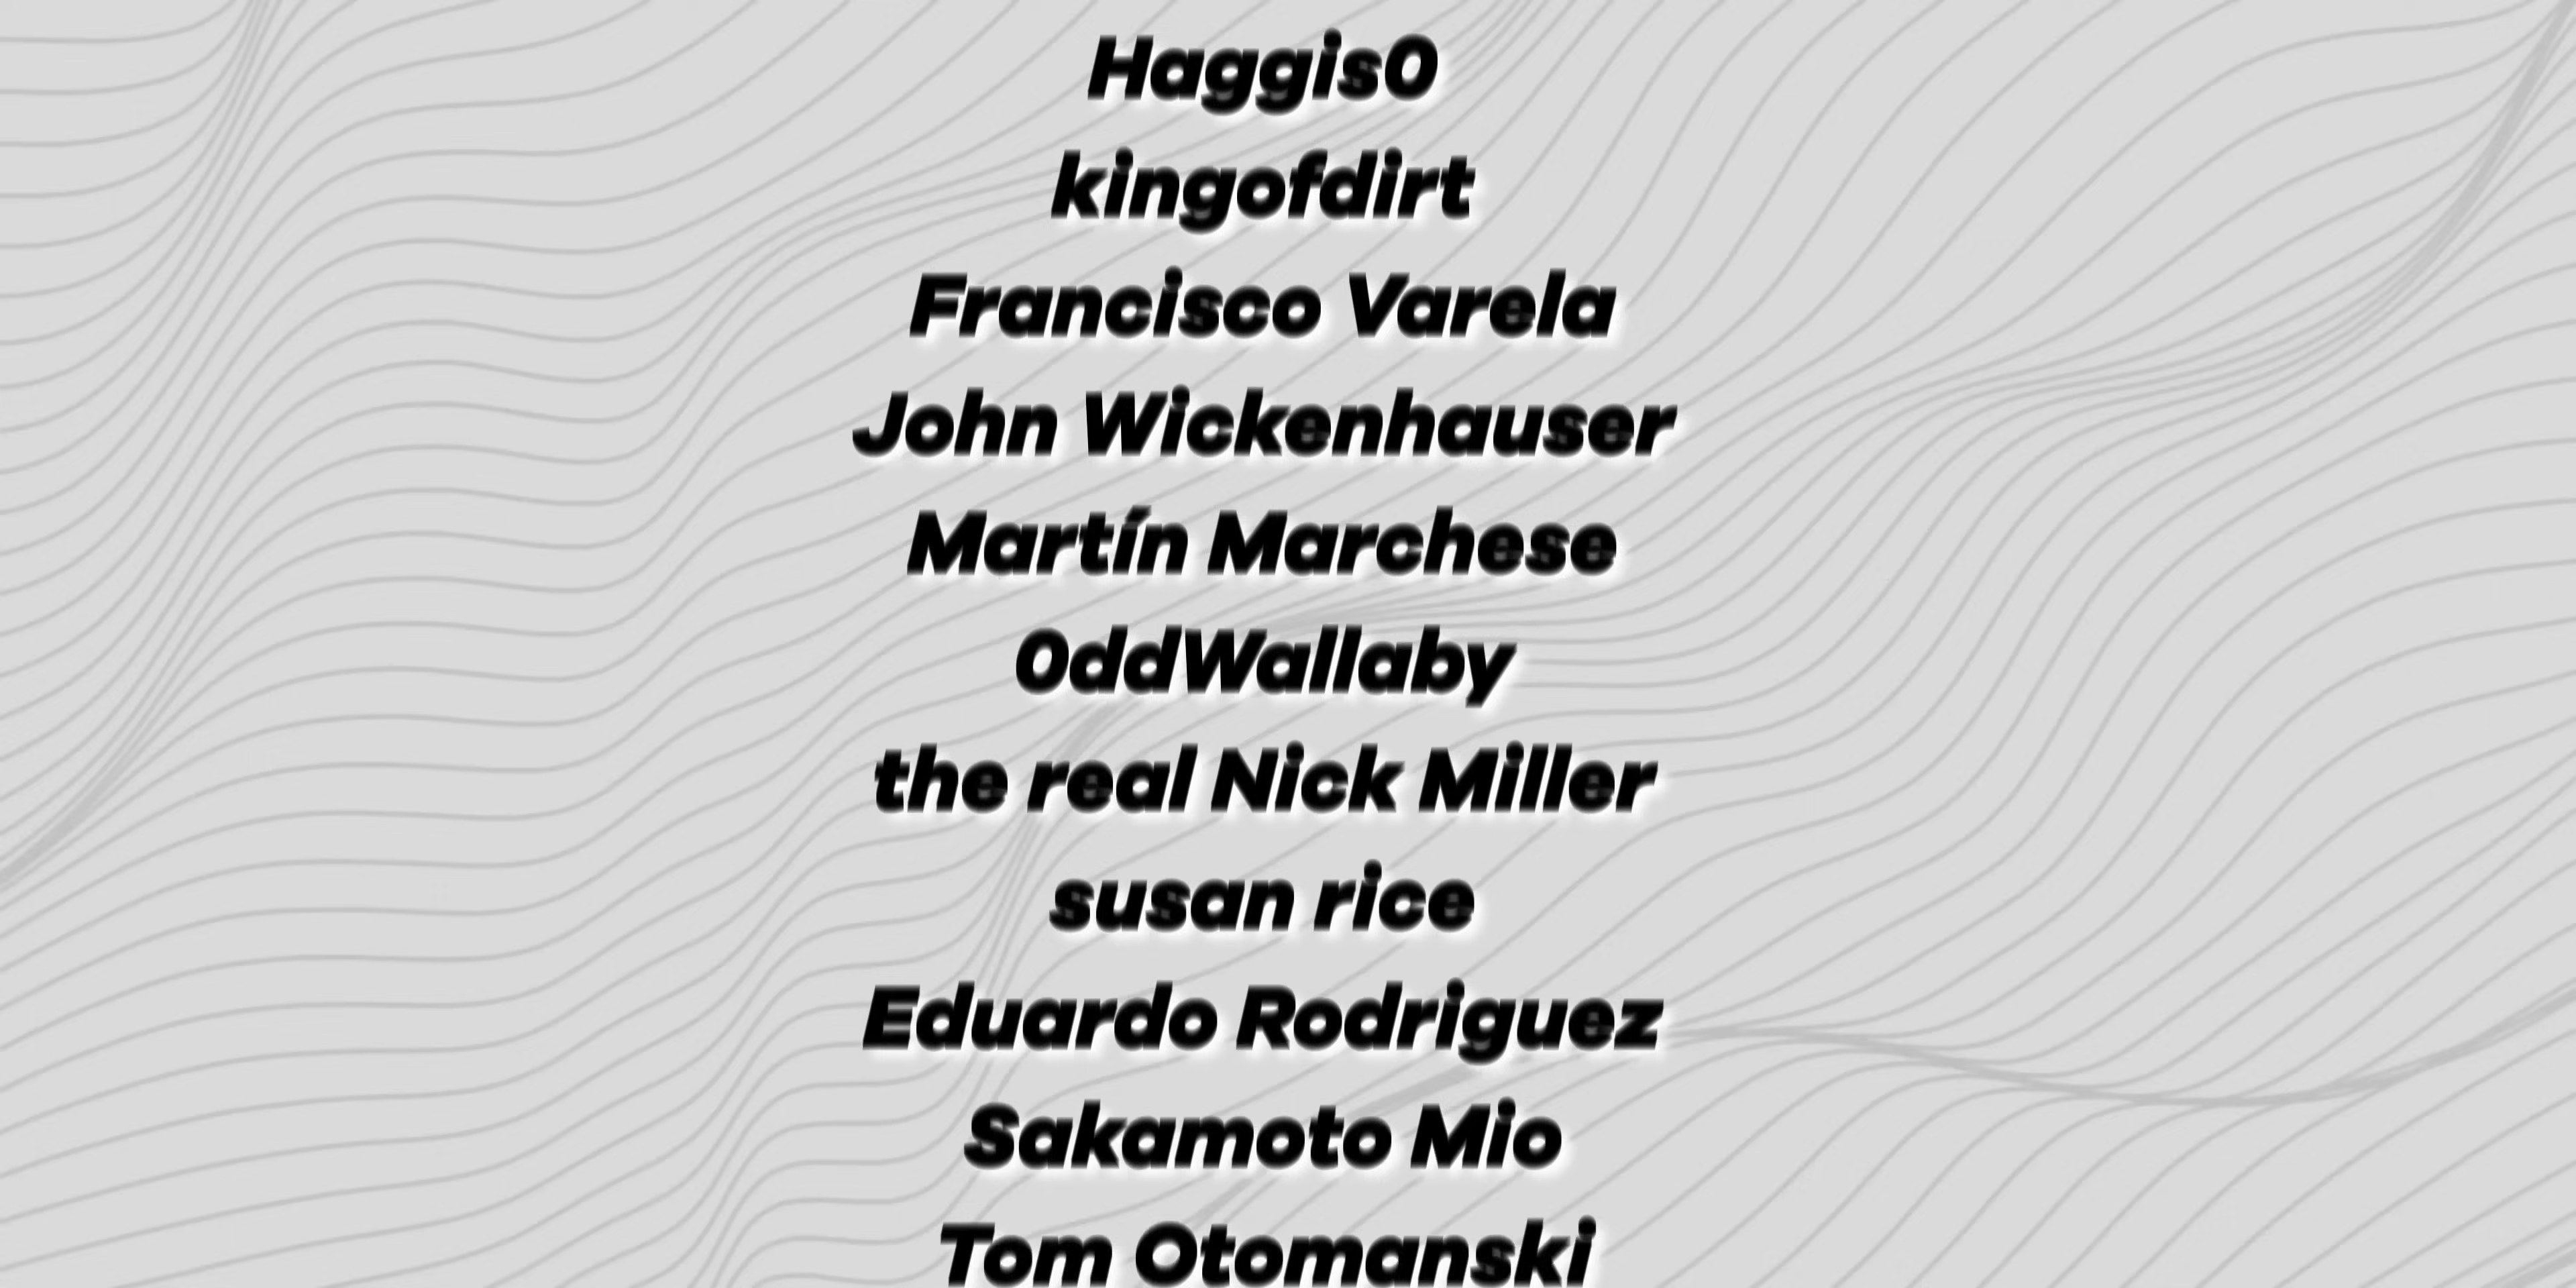 Haggis0
kingofdirt
Francisco Varela
John Wickenhauser
Martín Marchese
0ddWallaby
the real Nick Miller
susan rice
Eduardo Rodriguez
Sakamoto Mio
Tom Otomanski